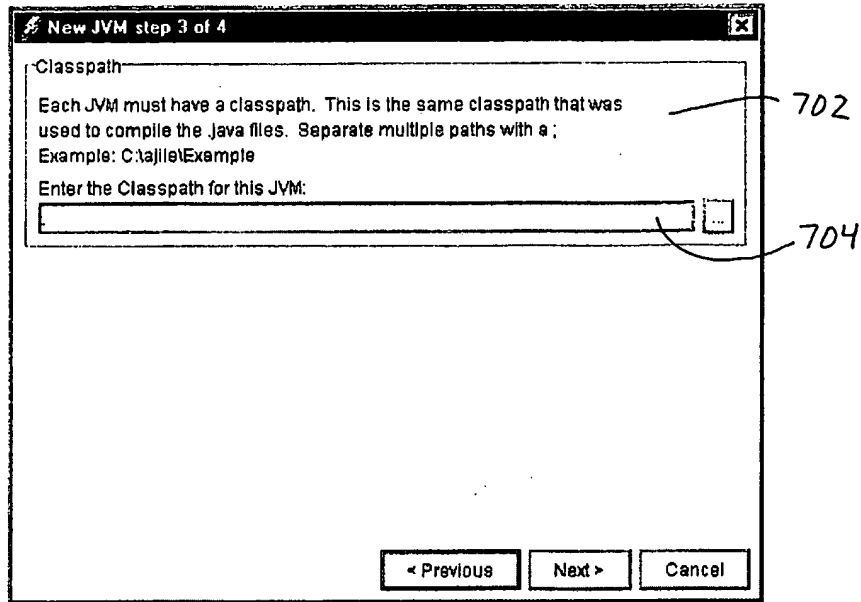 New JVM step 3 of 4
Classpath
Each JVM must have a classpath. This is the same classpath that was
used to compile the .java files. Separate multiple paths with a ;
Example: C:\ajile\Example
702
Enter the Classpath for this JVM:
...
704
< Previous
Next >
Cancel